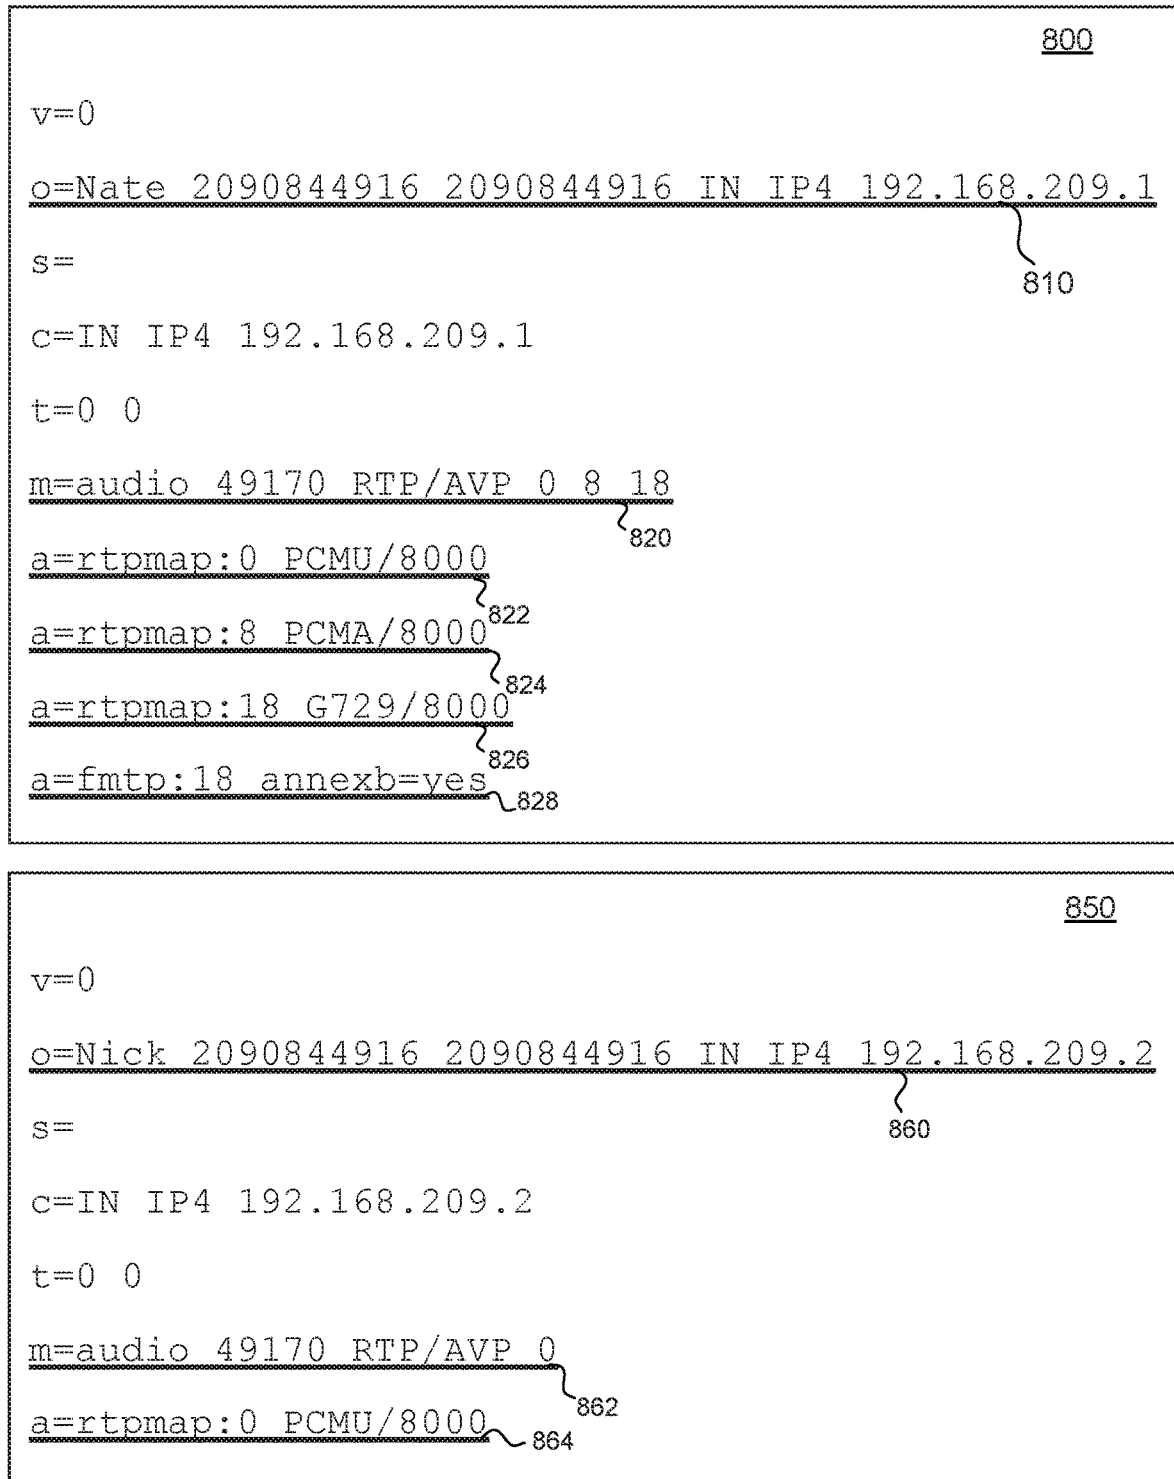 800
v=0
o=Nate 2090844916 2090844916 IN IP4 192.168.209.1
810
s=
c=IN IP4 192.168.209.1
t=0 0
m=audio 49170 RTP/AVP 0 8 18
820
a=rtpmap:0 PCMU/8000
822
a=rtpmap:8 PCMA/8000
824
a=rtpmap:18 G729/8000
826
a=fmtp:18 annexb=yes
828
850
v=0
o=Nick 2090844916 2090844916 IN IP4 192.168.209.2
860
s=
c=IN IP4 192.168.209.2
t=0 0
m=audio 49170 RTP/AVP 0
862
a=rtpmap:0 PCMU/8000
864